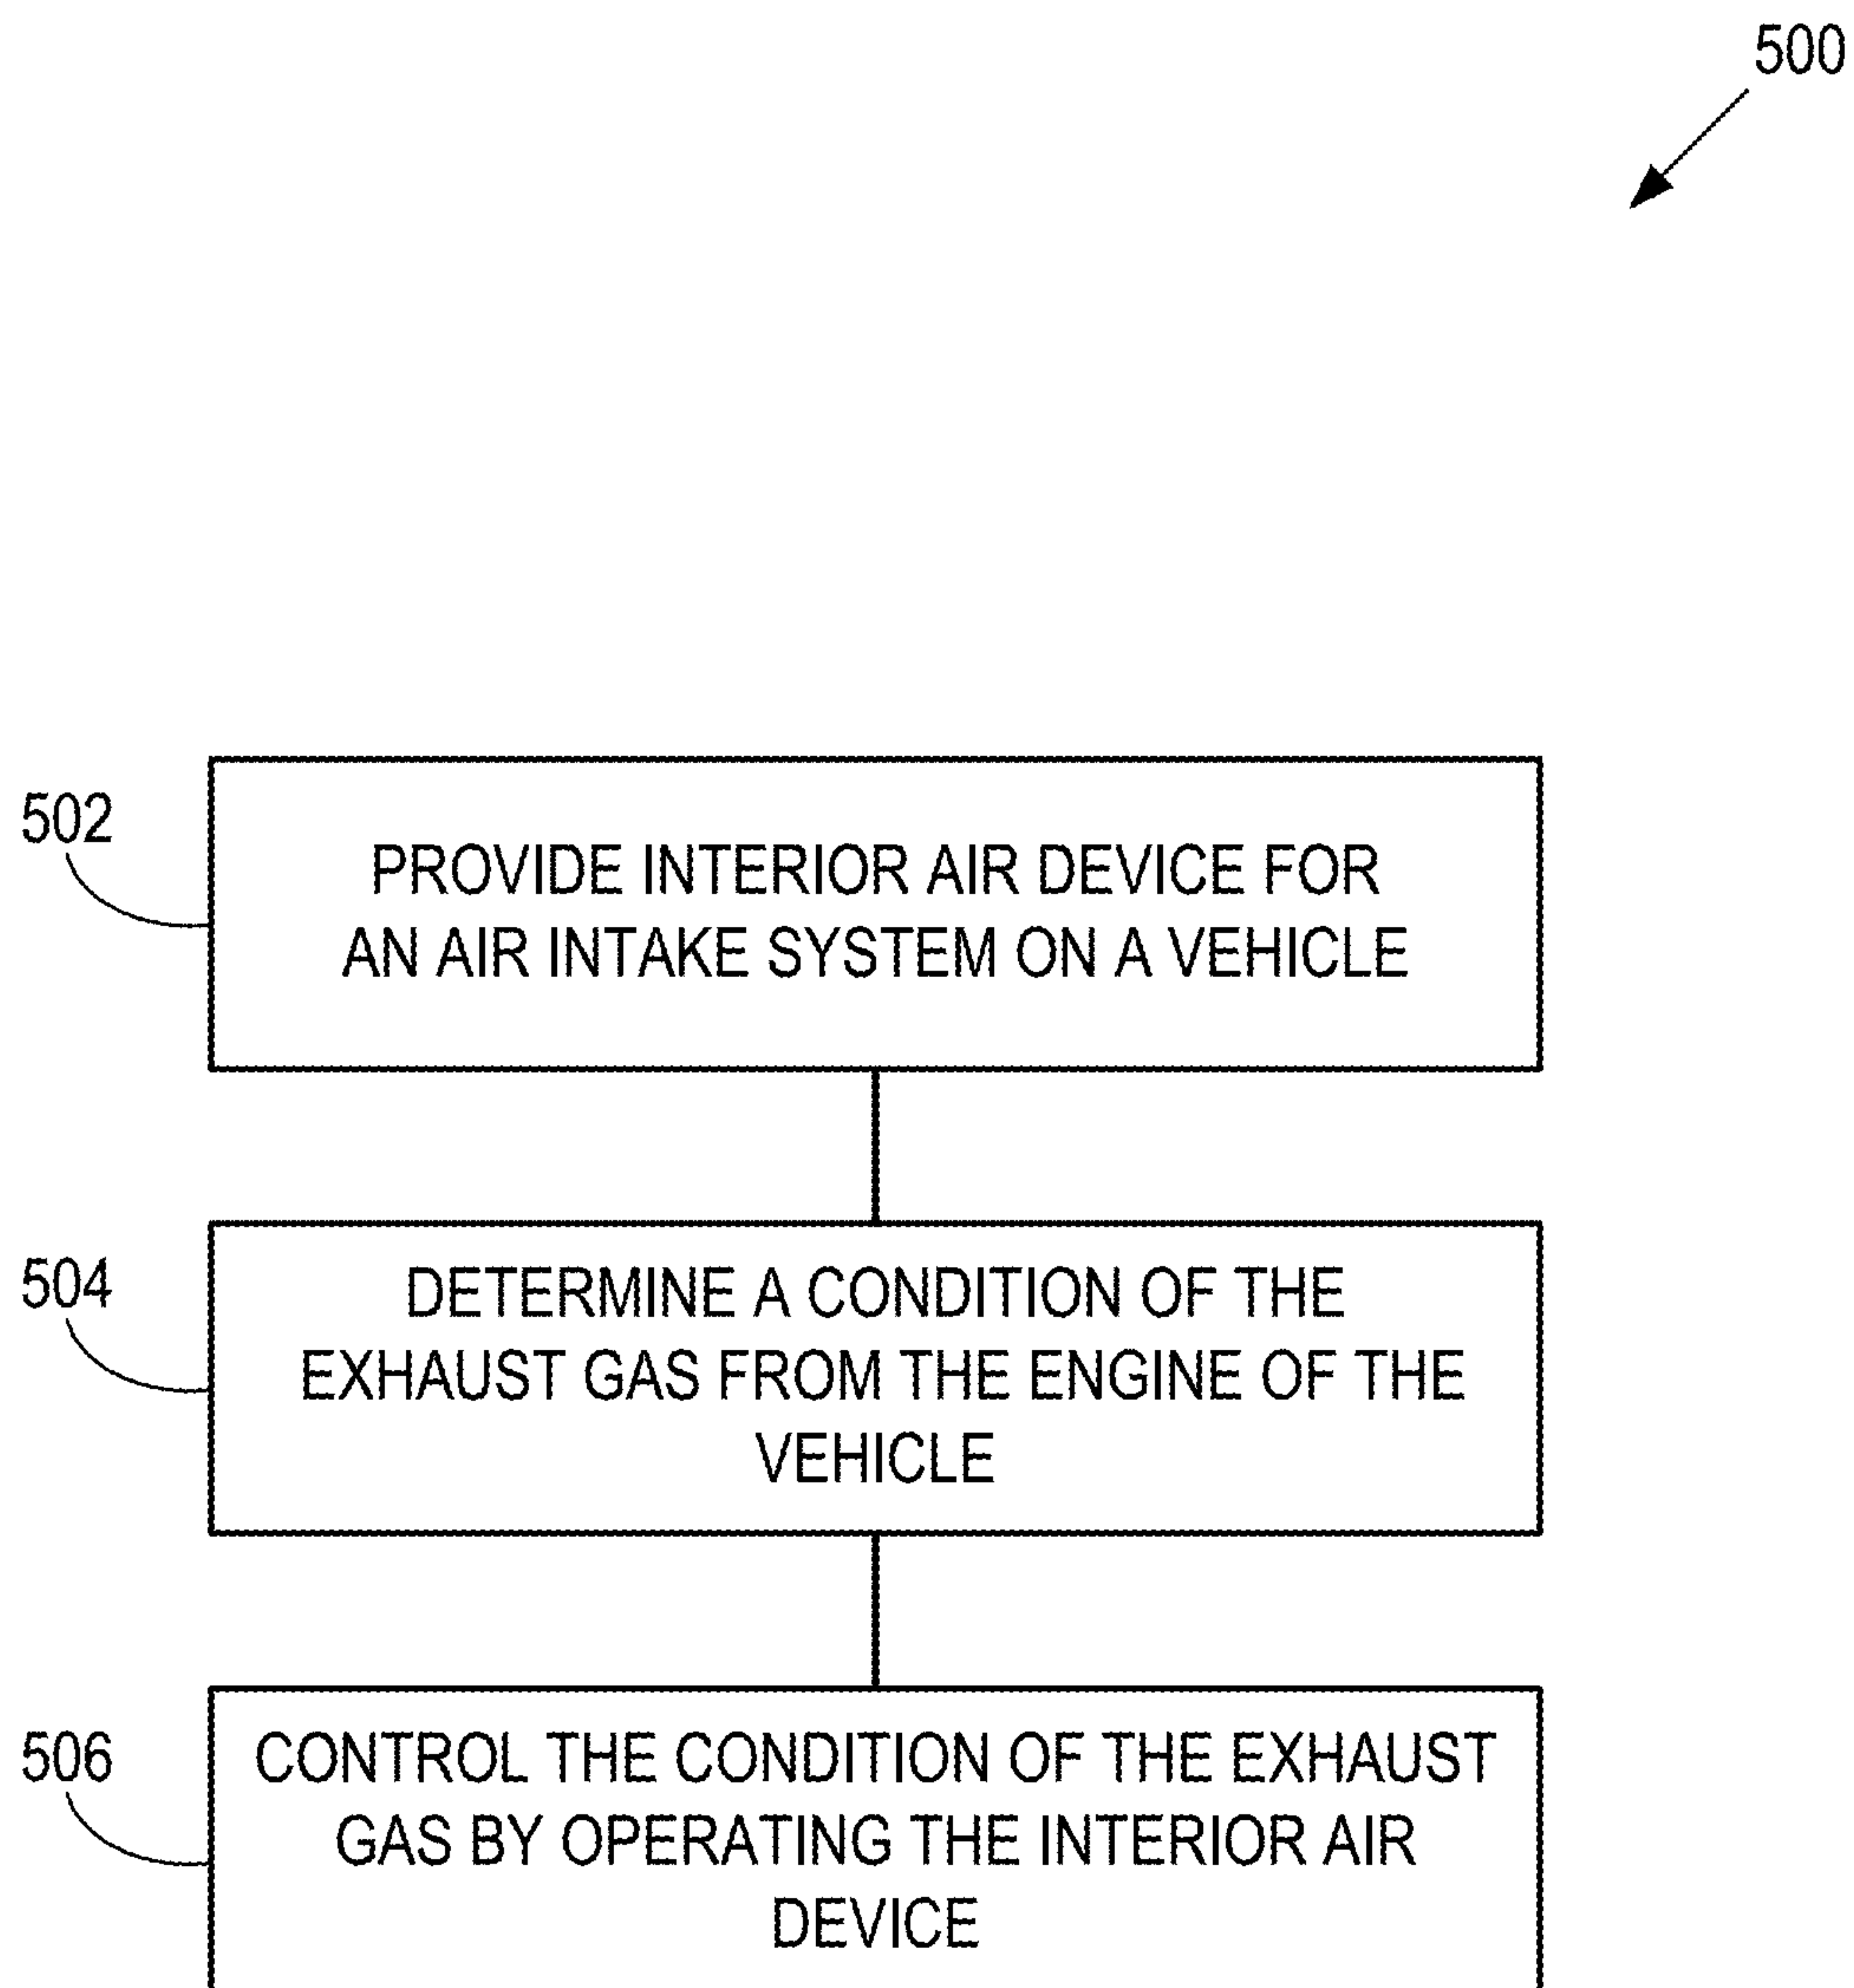 500
502
PROVIDE INTERIOR AIR DEVICE FOR
AN AIR INTAKE SYSTEM ON A VEHICLE
504
DETERMINE A CONDITION OF THE
EXHAUST GAS FROM THE ENGINE OF THE
VEHICLE
506
CONTROL THE CONDITION OF THE EXHAUST
GAS BY OPERATING THE INTERIOR AIR
DEVICE